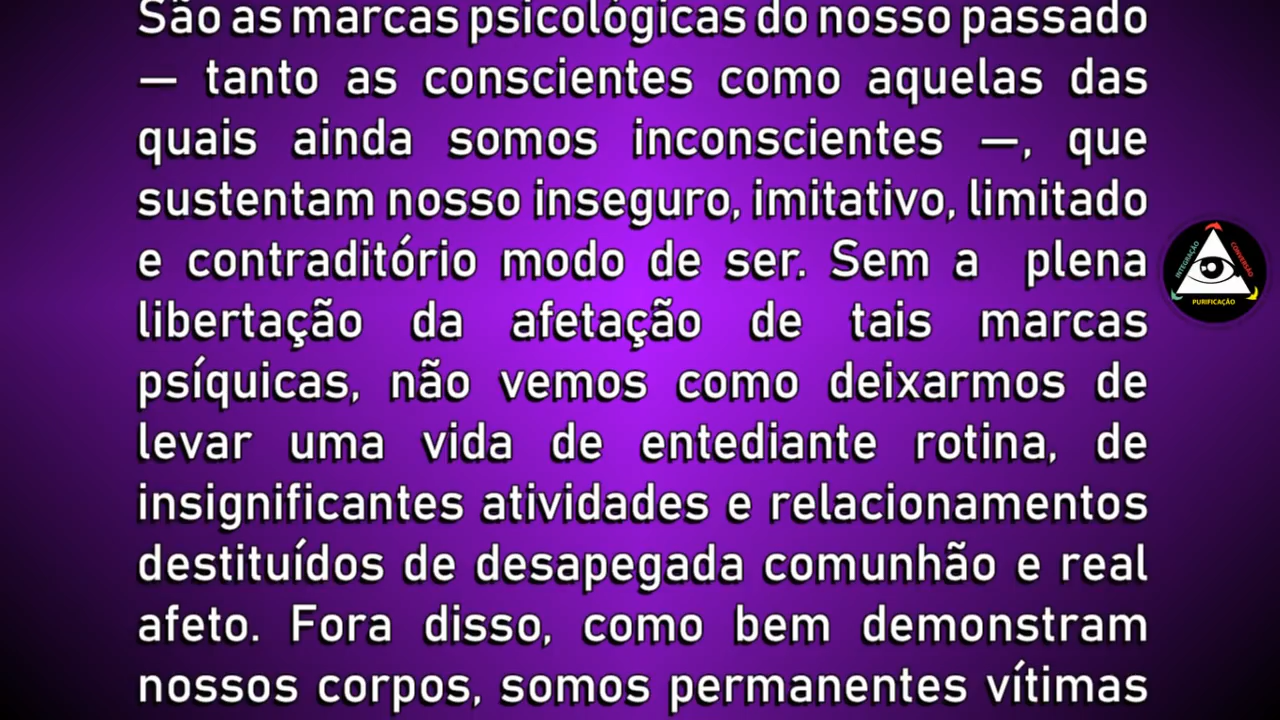 São as marcas psicológicas do nosso passado
— tanto as conscientes como aquelas das
quais ainda somos inconscientes —, que
sustentam nosso inseguro, imitativo, limitado
e contraditório modo de ser. Sem a plena
libertação da afetação de tais marcas
psíquicas, não vemos como deixarmos de
levar uma vida de entediante rotina, de
insignificantes atividades e relacionamentos
destituídos de desapegada comunhão e real
afeto. Fora disso, como bem demonstram
nossos corpos, somos permanentes vítimas
INTEGRAÇÃO
CONVERSÃO
PURIFICAÇÃO